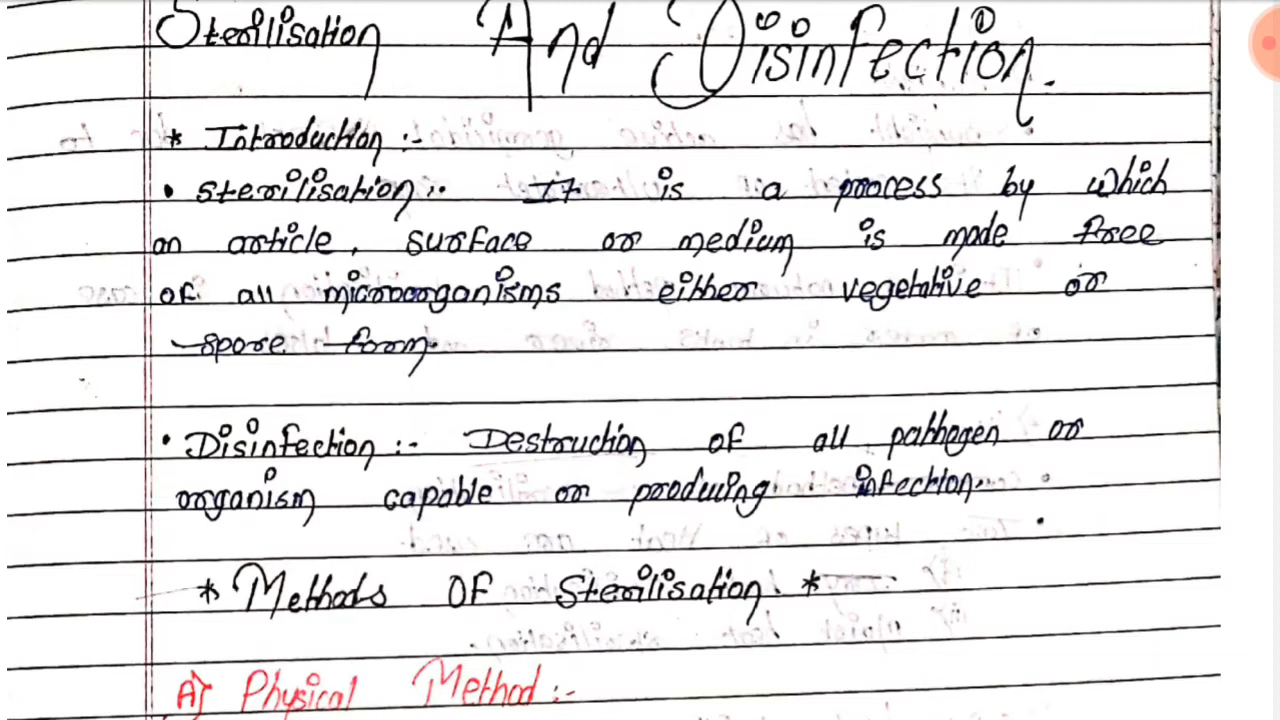 Sterilisation And Disinfection.
* Introduction :-
• Sterilisation :- It is a process by which
an article, surface or medium is made free
of all microorganisms either vegetative or
spore form.
• Disinfection :- Destruction of all pathogen or
organism capable or producing infection.
* Methods OF Sterilisation *
A) Physical Method :-